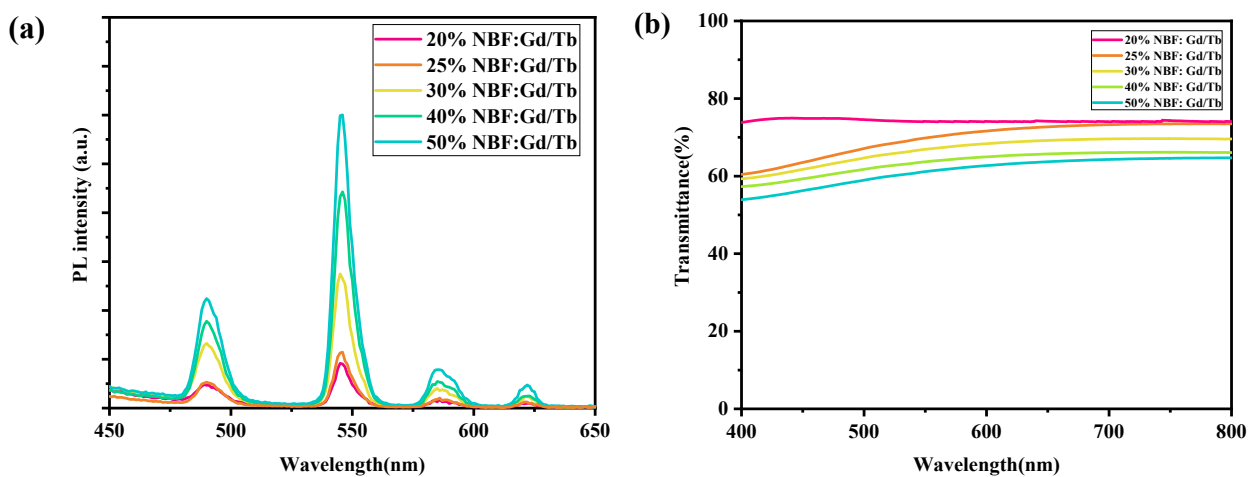 (a)
20% NBF:Gd/Tb
25% NBF:Gd/Tb
30% NBF:Gd/Tb
40% NBF:Gd/Tb
50% NBF:Gd/Tb
PL intensity (a.u.)
450 500 550 600 650
Wavelength(nm)
(b)
20% NBF: Gd/Tb
25% NBF: Gd/Tb
30% NBF: Gd/Tb
40% NBF: Gd/Tb
50% NBF: Gd/Tb
Transmittance(%)
100
80
60
40
20
0
400 500 600 700 800
Wavelength(nm)